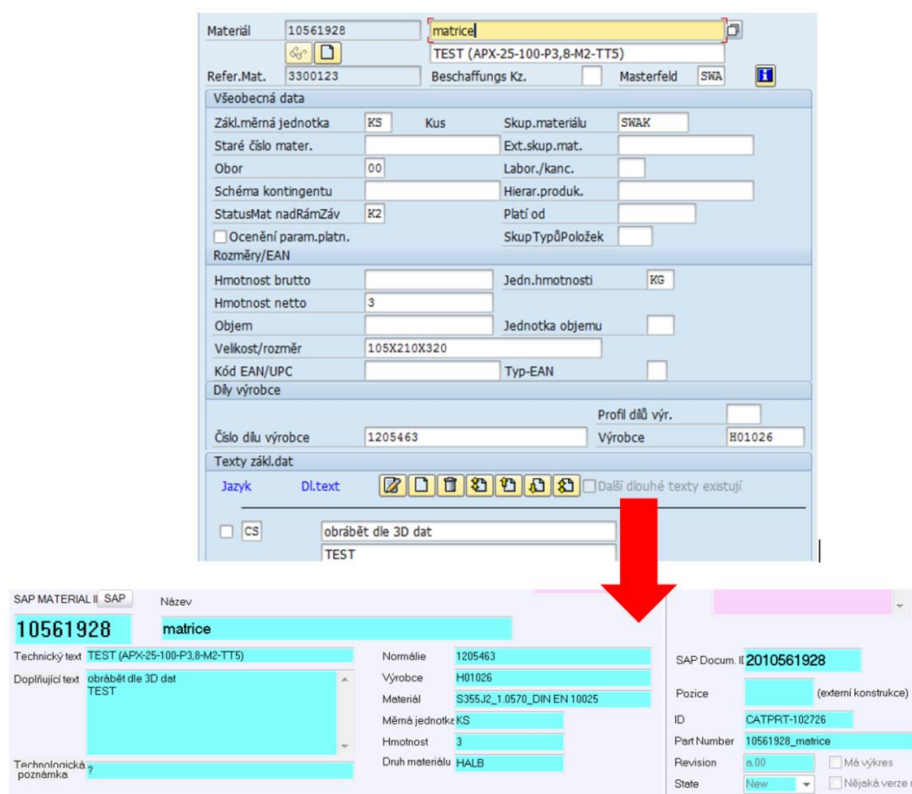 Materiál 10561928 matrice
TEST (APX-25-100-P3,8-M2-TT5)
Refer.Mat. 3300123 Beschaffungs Kz. Masterfeld SWA
Všeobecná data
Zákl.měrná jednotka KS Kus Skup.materiálu SWAK
Staré číslo mater. Ext.skup.mat.
Obor 00 Labor./kanc.
Schéma kontingentu Hierar.produk.
StatusMat nadRámZáv K2 Platí od
Ocenění param.platn. SkupTypůPoložek
Rozměry/EAN
Hmotnost brutto Jedn.hmotnosti KG
Hmotnost netto 3
Objem Jednotka objemu
Velikost/rozměr 105X210X320
Kód EAN/UPC Typ-EAN
Díly výrobce
Profil dílů výr.
Číslo dílu výrobce 1205463 Výrobce H01026
Texty zákl.dat
Jazyk Dl.text Další dlouhé texty existují
CS obrábět dle 3D dat
TEST
SAP MATERIAL SAP Název
10561928 matrice
Technický text TEST (APX-25-100-P3,8-M2-TT5) Normálie 1205463 SAP Docum. 2010561928
Doplňující text obrábět dle 3D dat Výrobce H01026
TEST Materiál S355J2_1.0570_DIN EN 10025 Pozice (externí konstrukce)
Měrná jednotka KS ID CATPRT-102726
Hmotnost 3 Part Number 10561928_matrice
Technologická poznámka ? Druh materiálu HALB Revision a.00 Má výkres
State New Nějaká verze